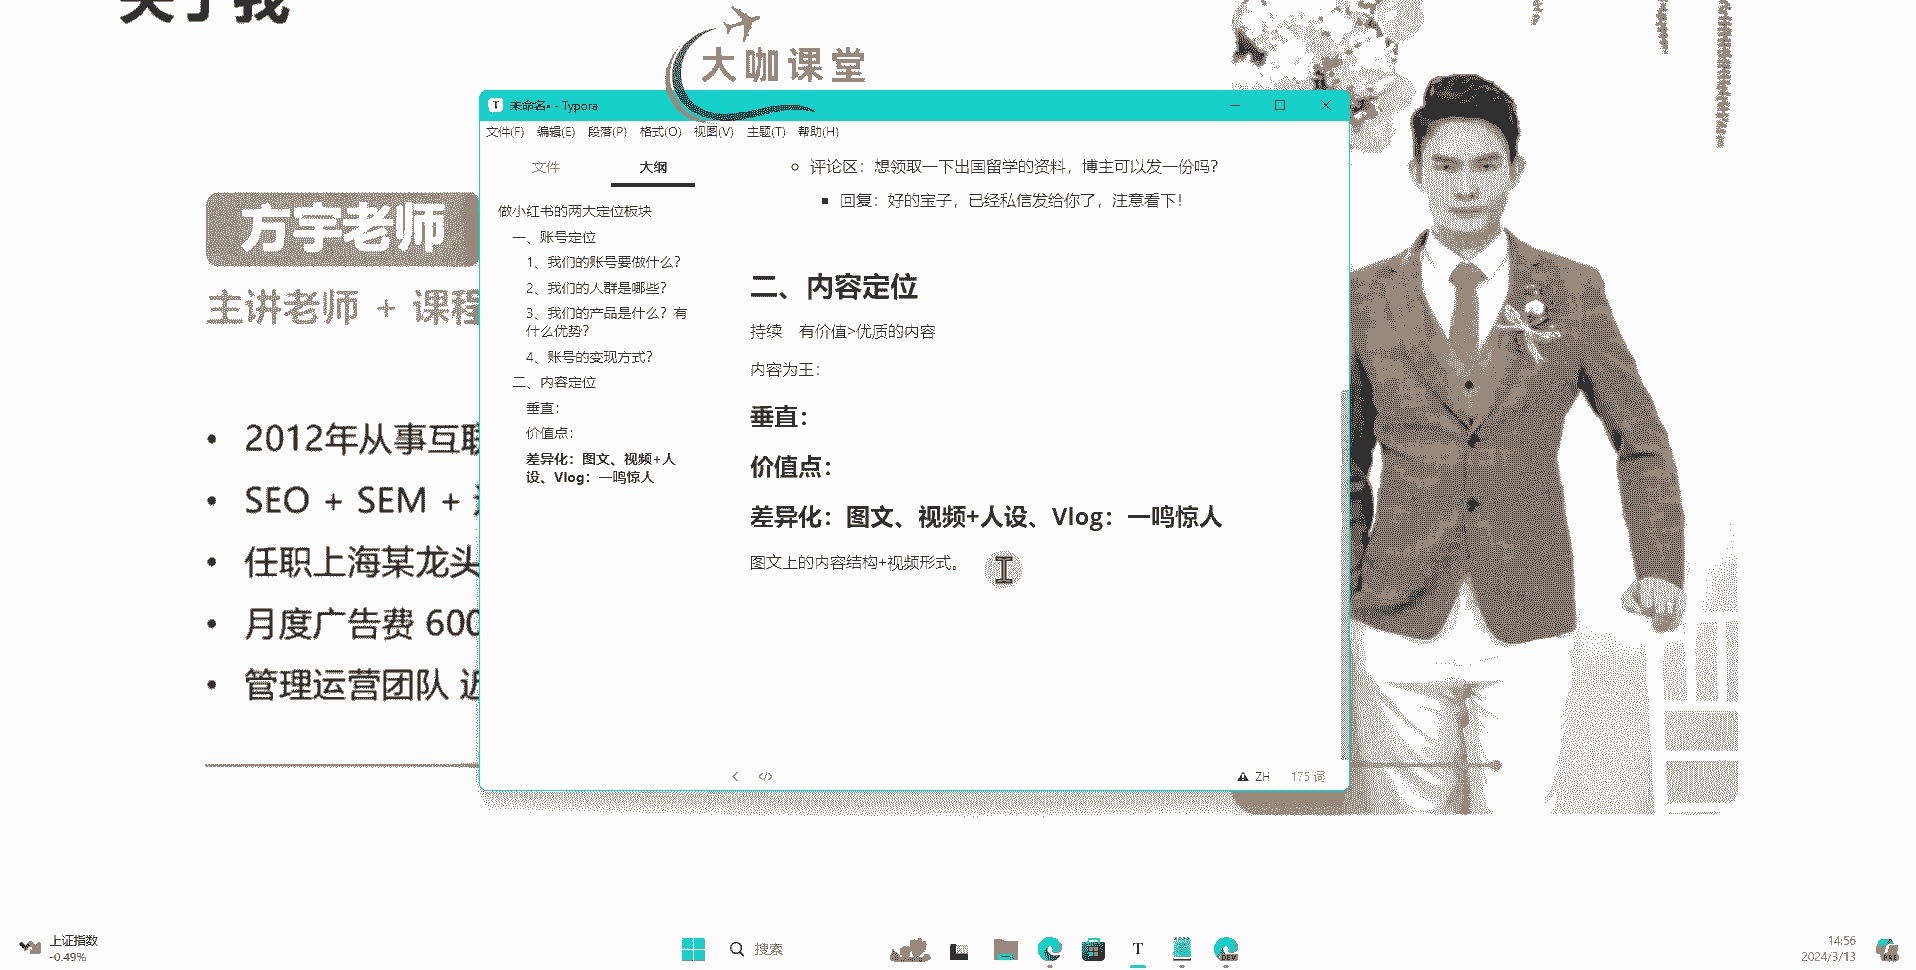 关于我
大咖课堂
方宇老师
主讲老师 + 课程
2012年从事互联
SEO + SEM +
任职上海某龙头
月度广告费 600
管理运营团队 近
T 未命名• - Typora
文件(F) 编辑(E) 段落(P) 格式(O) 视图(V) 主题(T) 帮助(H)
文件 大纲
做小红书的两大定位板块
一、账号定位
1、我们的账号要做什么?
2、我们的人群是哪些?
3、我们的产品是什么?有
什么优势?
4、账号的变现方式?
二、内容定位
垂直:
价值点:
差异化:图文、视频+人
设、Vlog:一鸣惊人
评论区:想领取一下出国留学的资料,博主可以发一份吗?
回复:好的宝子,已经私信发给你了,注意看下!
二、内容定位
持续 有价值>优质的内容
内容为王:
垂直:
价值点:
差异化:图文、视频+人设、Vlog:一鸣惊人
图文上的内容结构+视频形式。
ZH 175 词
上证指数
-0.49%
搜索
T
DEV
14:56
2024/3/13
PRE